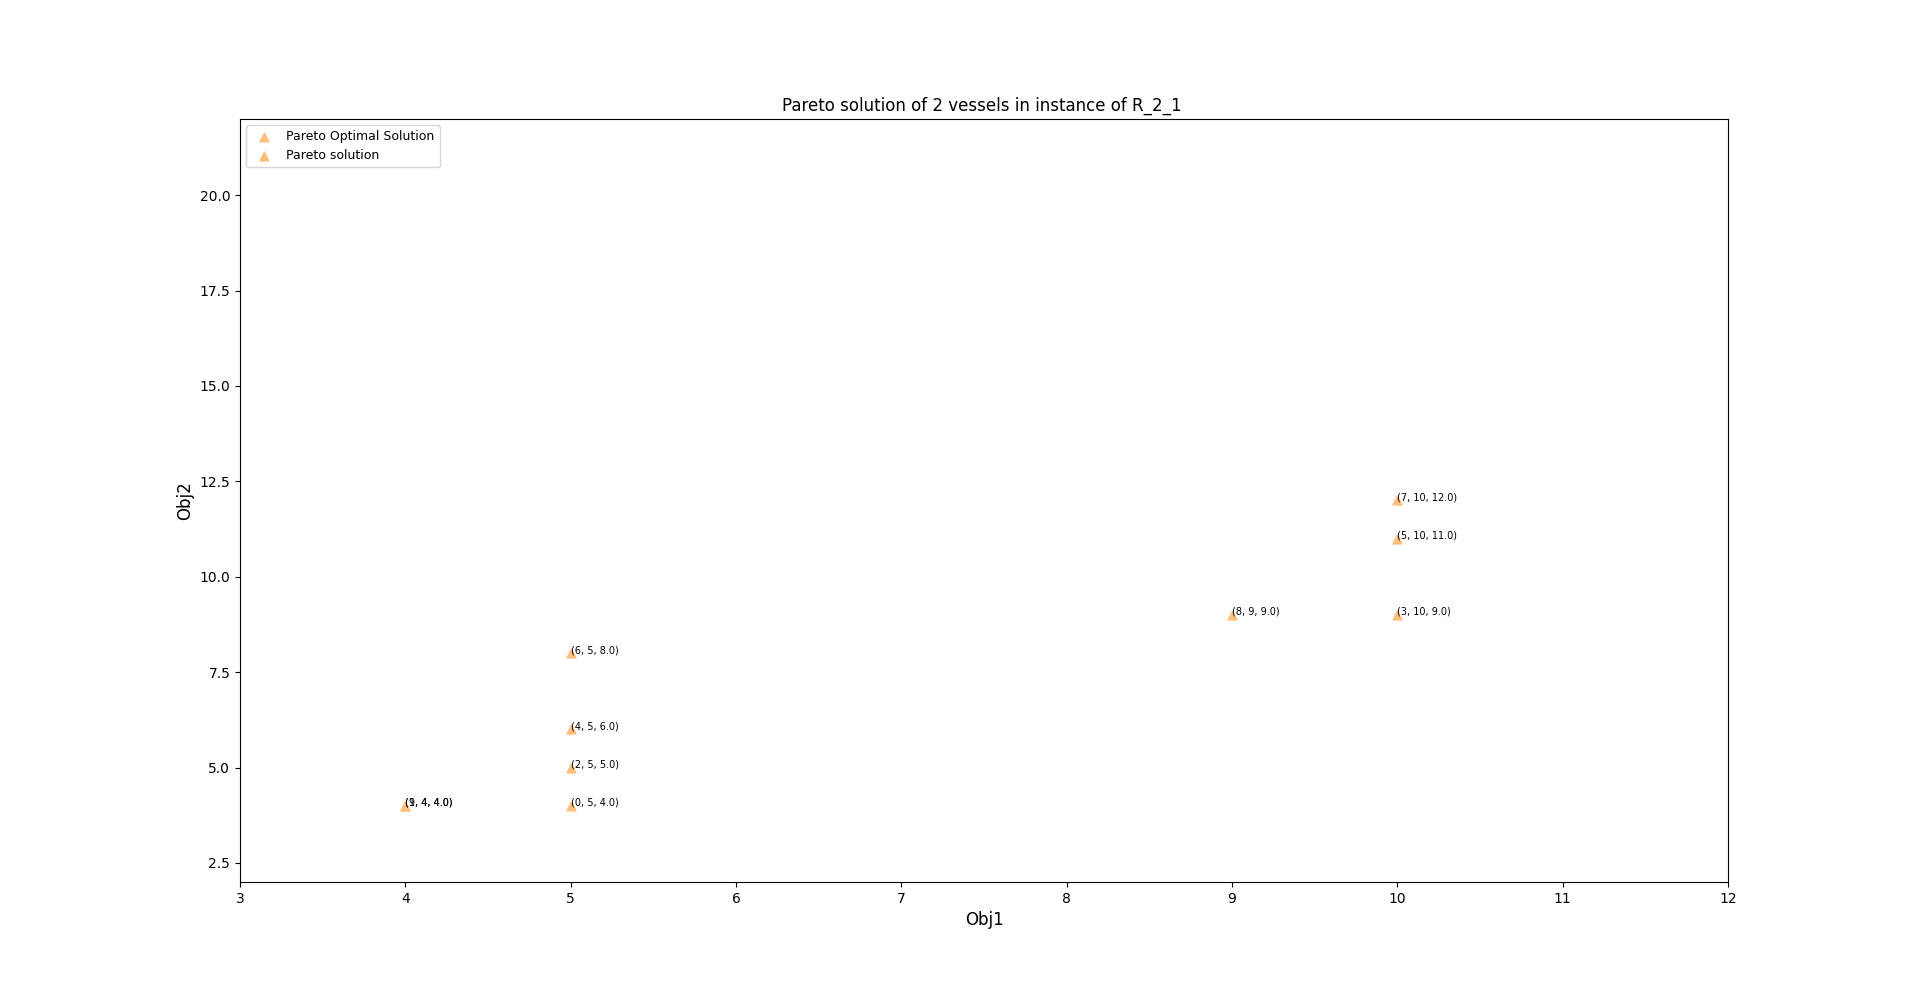 Pareto solution of 2 vessels in instance of R_2_1
Pareto Optimal Solution
Pareto solution
20.0
17.5
15.0
12.5
10.0
7.5
5.0
2.5
Obj2
(7, 10, 12.0)
(5, 10, 11.0)
(8, 9, 9.0)
(3, 10, 9.0)
(6, 5, 8.0)
(4, 5, 6.0)
(2, 5, 5.0)
4, 4.0)
(0, 5, 4.0)
3 4 5 6 7 8 9 10 11 12
Obj1